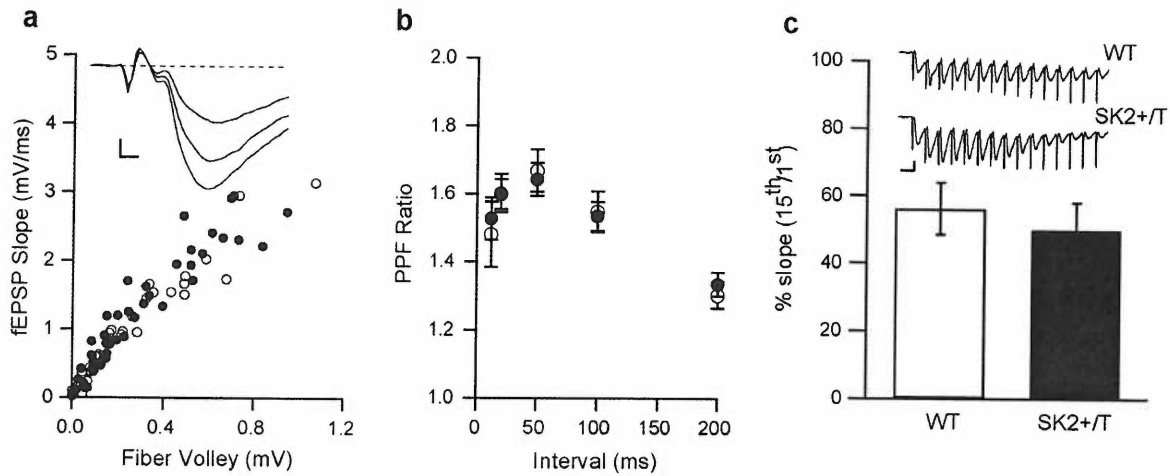 a
5
4
3
2
1
0
0.0 0.4 0.8 1.2
fEPSP Slope (mV/ms)
Fiber Volley (mV)
b
2.0
1.8
1.6
1.4
1.2
1.0
0 50 100 150 200
PPF Ratio
Interval (ms)
c
100
80
60
40
20
0
% slope (15th/1st)
WT
SK2+/T
WT SK2+/T